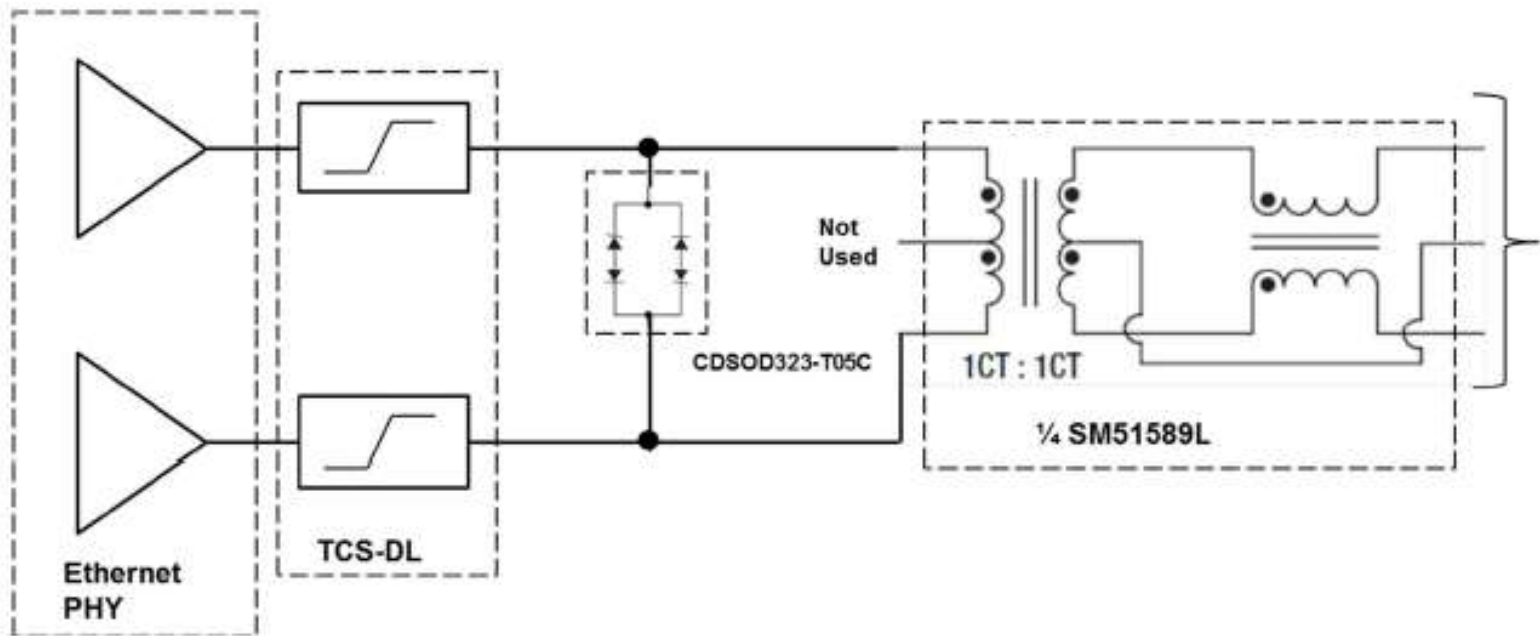 Not
Used
CDSOD323-T05C
1CT : 1CT
¼ SM51589L
TCS-DL
Ethernet
PHY